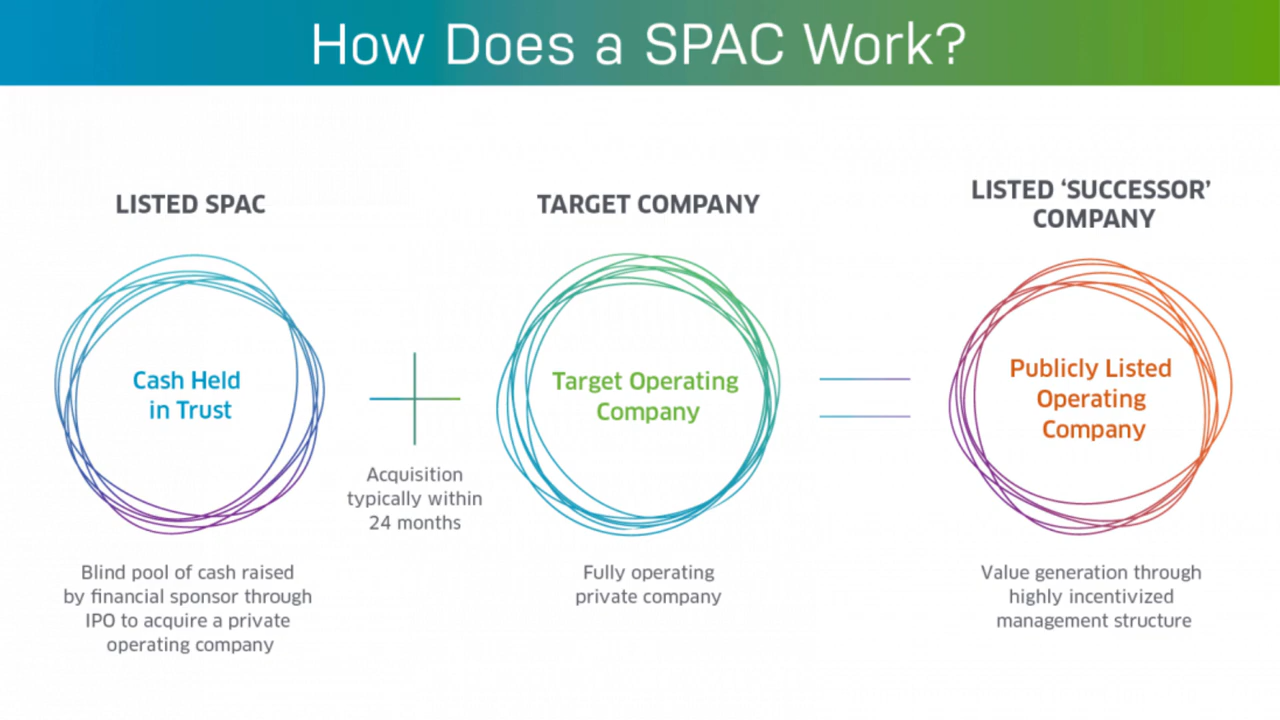 How Does a SPAC Work?
LISTED SPAC
Cash Held
in Trust
Blind pool of cash raised
by financial sponsor through
IPO to acquire a private
operating company
Acquisition
typically within
24 months
TARGET COMPANY
Target Operating
Company
Fully operating
private company
LISTED ‘SUCCESSOR’
COMPANY
Publicly Listed
Operating
Company
Value generation through
highly incentivized
management structure